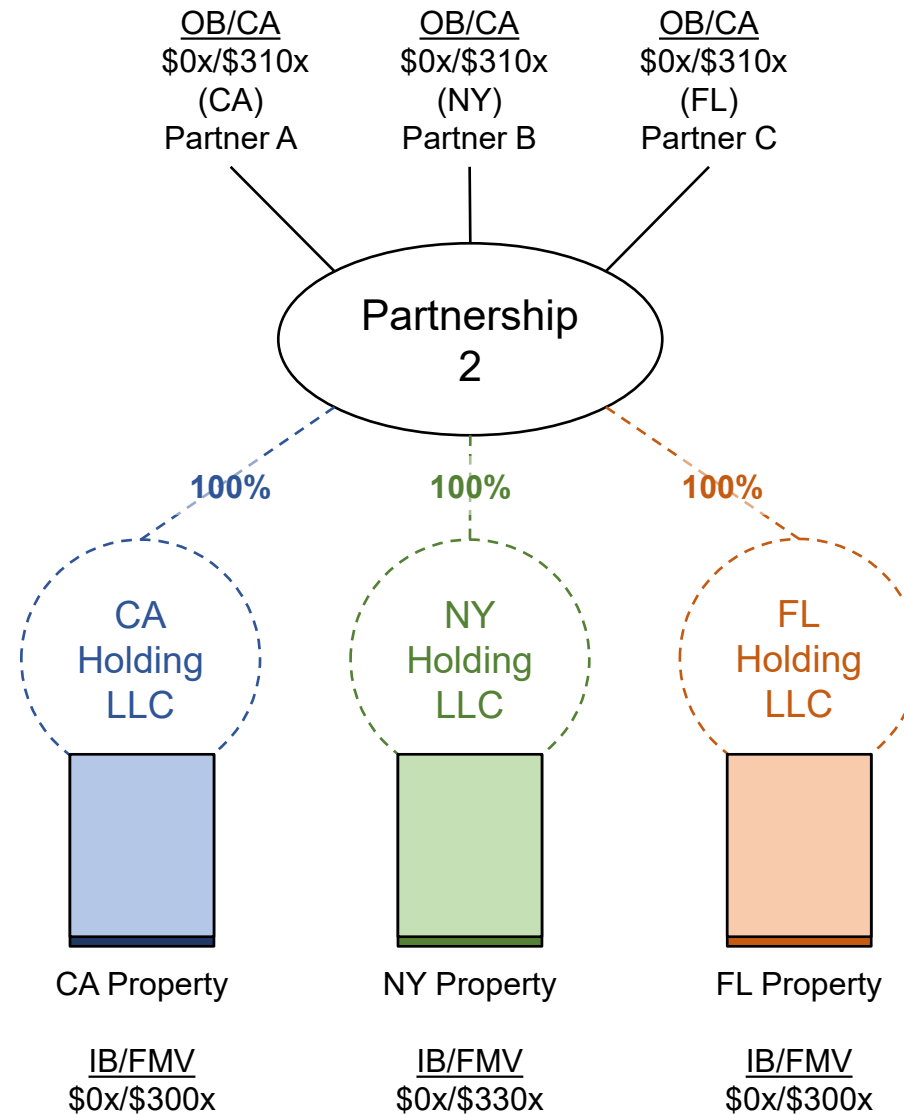 OB/CA
$0x/$310x
(CA)
Partner A
OB/CA
$0x/$310x
(NY)
Partner B
OB/CA
$0x/$310x
(FL)
Partner C
Partnership
2
100%
100%
100%
CA
Holding
LLC
NY
Holding
LLC
FL
Holding
LLC
CA Property
NY Property
FL Property
IB/FMV
$0x/$300x
IB/FMV
$0x/$330x
IB/FMV
$0x/$300x